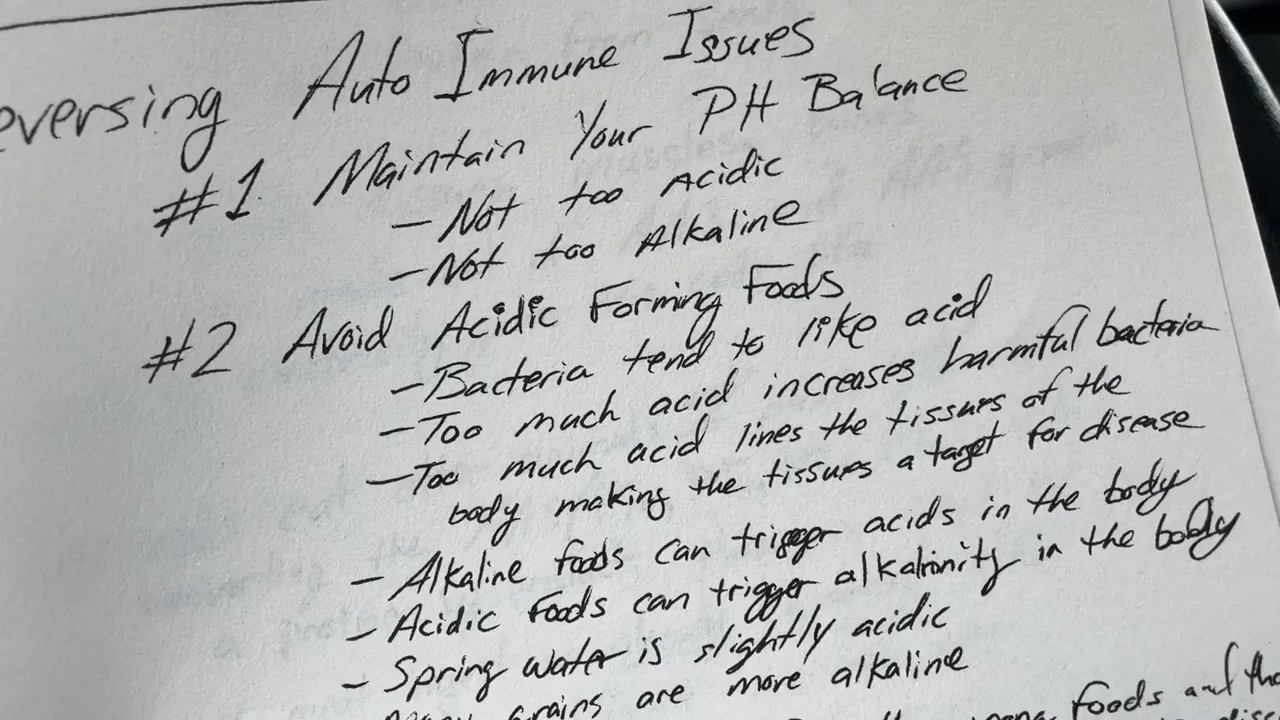 eversing Auto Immune Issues
#1 Maintain Your PH Balance
- Not too Acidic
- Not too Alkaline
#2 Avoid Acidic Forming Foods
- Bacteria tend to like acid
- Too much acid increases harmful bacteria
- Too much acid lines the tissues of the
body making the tissues a target for disease
- Alkaline foods can trigger acids in the body
- Acidic Foods can trigger alkalinity in the body
- Spring water is slightly acidic
grains are more alkaline
foods and